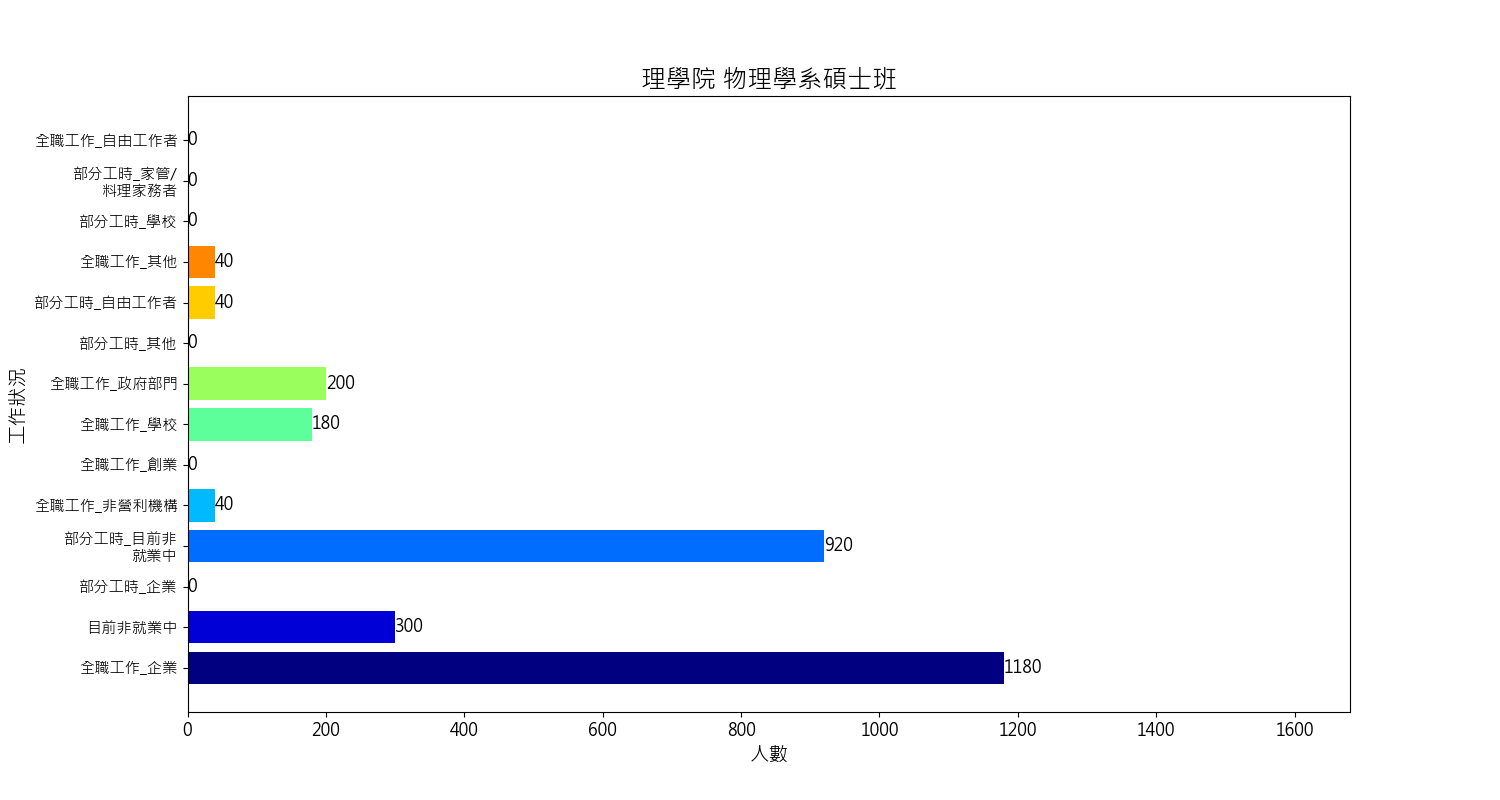 理學院 物理學系碩士班
工作狀況
全職工作_自由工作者
0
部分工時_家管/
料理家務者
0
部分工時_學校
0
全職工作_其他
40
部分工時_自由工作者
40
部分工時_其他
0
全職工作_政府部門
200
全職工作_學校
180
全職工作_創業
0
全職工作_非營利機構
40
部分工時_目前非
就業中
920
部分工時_企業
0
目前非就業中
300
全職工作_企業
1180
0 200 400 600 800 1000 1200 1400 1600
人數